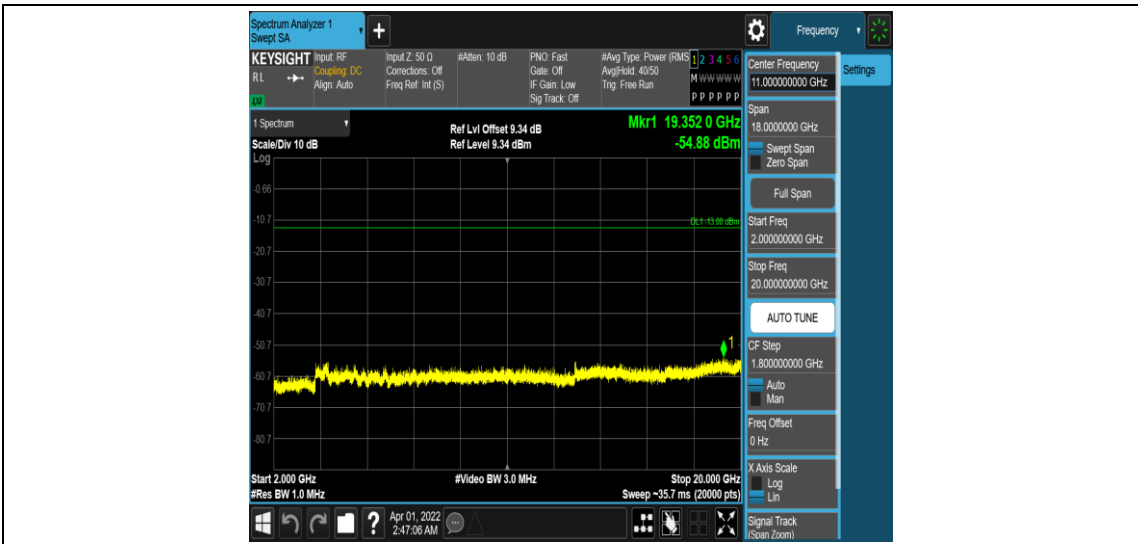 Spectrum Analyzer 1
Swept SA
+
Frequency
KEYSIGHT
RL
LXI
Input: RF
Coupling: DC
Align: Auto
Input Z: 50 Ω
Corrections: Off
Freq Ref: Int (S)
#Atten: 10 dB
PNO: Fast
Gate: Off
IF Gain: Low
Sig Track: Off
#Avg Type: Power (RMS
Avg|Hold: 40/50
Trig: Free Run
1 2 3 4 5 6
M W W W W W
P P P P P P
1 Spectrum
Scale/Div 10 dB
Ref Lvl Offset 9.34 dB
Ref Level 9.34 dBm
Mkr1 19.352 0 GHz
-54.88 dBm
Log
-0.66
-10.7
DL1 -13.00 dBm
-20.7
-30.7
-40.7
-50.7
1
-60.7
-70.7
-80.7
Start 2.000 GHz
#Res BW 1.0 MHz
#Video BW 3.0 MHz
Stop 20.000 GHz
Sweep ~35.7 ms (20000 pts)
Center Frequency
11.000000000 GHz
Settings
Span
18.0000000 GHz
Swept Span
Zero Span
Full Span
Start Freq
2.000000000 GHz
Stop Freq
20.000000000 GHz
AUTO TUNE
CF Step
1.800000000 GHz
Auto
Man
Freq Offset
0 Hz
X Axis Scale
Log
Lin
Signal Track
(Span Zoom)
?
Apr 01, 2022
2:47:06 AM